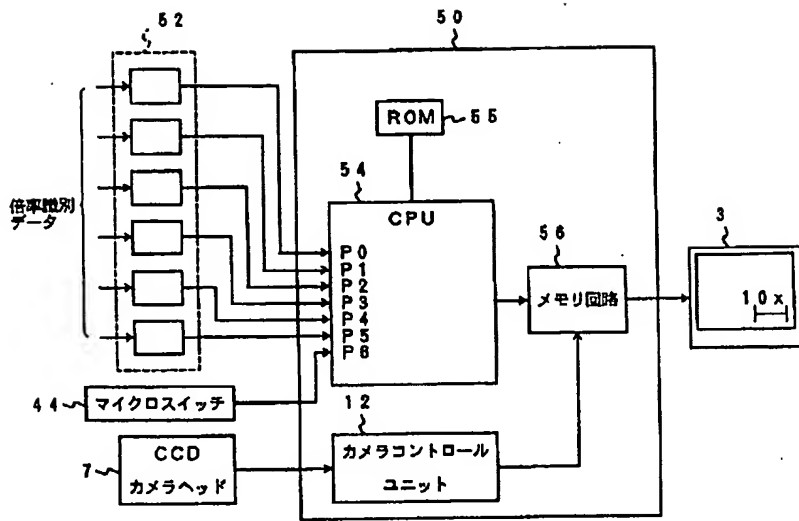 ５２
５０
ROM
５５
５４
CPU
倍率識別
データ
P0
P1
P2
P3
P4
P5
P6
５６
メモリ回路
３
10x
４４
マイクロスイッチ
１２
７
CCD
カメラヘッド
カメラコントロール
ユニット